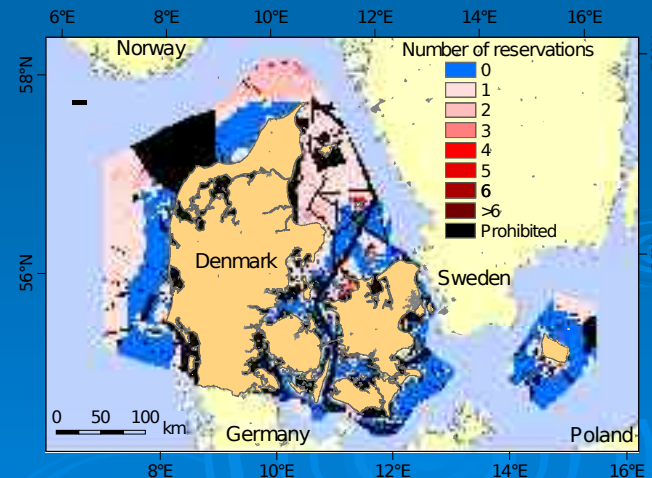 6°E 8°E 10°E 12°E 14°E 16°E
Norway
Number of reservations
58°N
0
1
2
3
4
5
6
>6
Prohibited
Denmark
56°N
Sweden
0 50 100 km
Germany
Poland
8°E 10°E 12°E 14°E 16°E